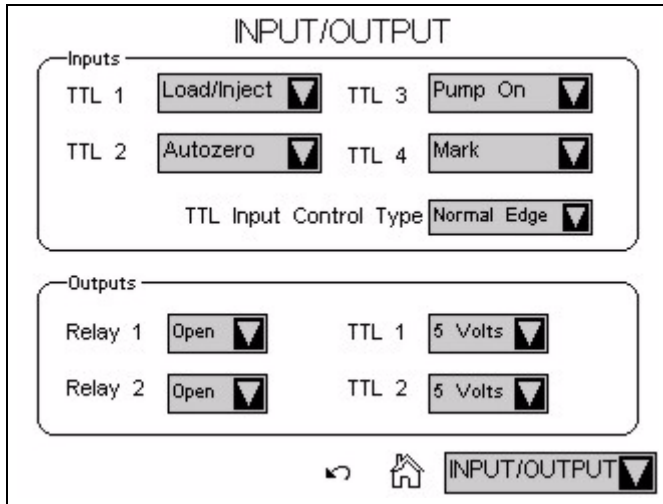 INPUT/OUTPUT
Inputs
TTL 1 Load/Inject TTL 3 Pump On
TTL 2 Autozero TTL 4 Mark
TTL Input Control Type Normal Edge
Outputs
Relay 1 Open TTL 1 5 Volts
Relay 2 Open TTL 2 5 Volts
INPUT/OUTPUT